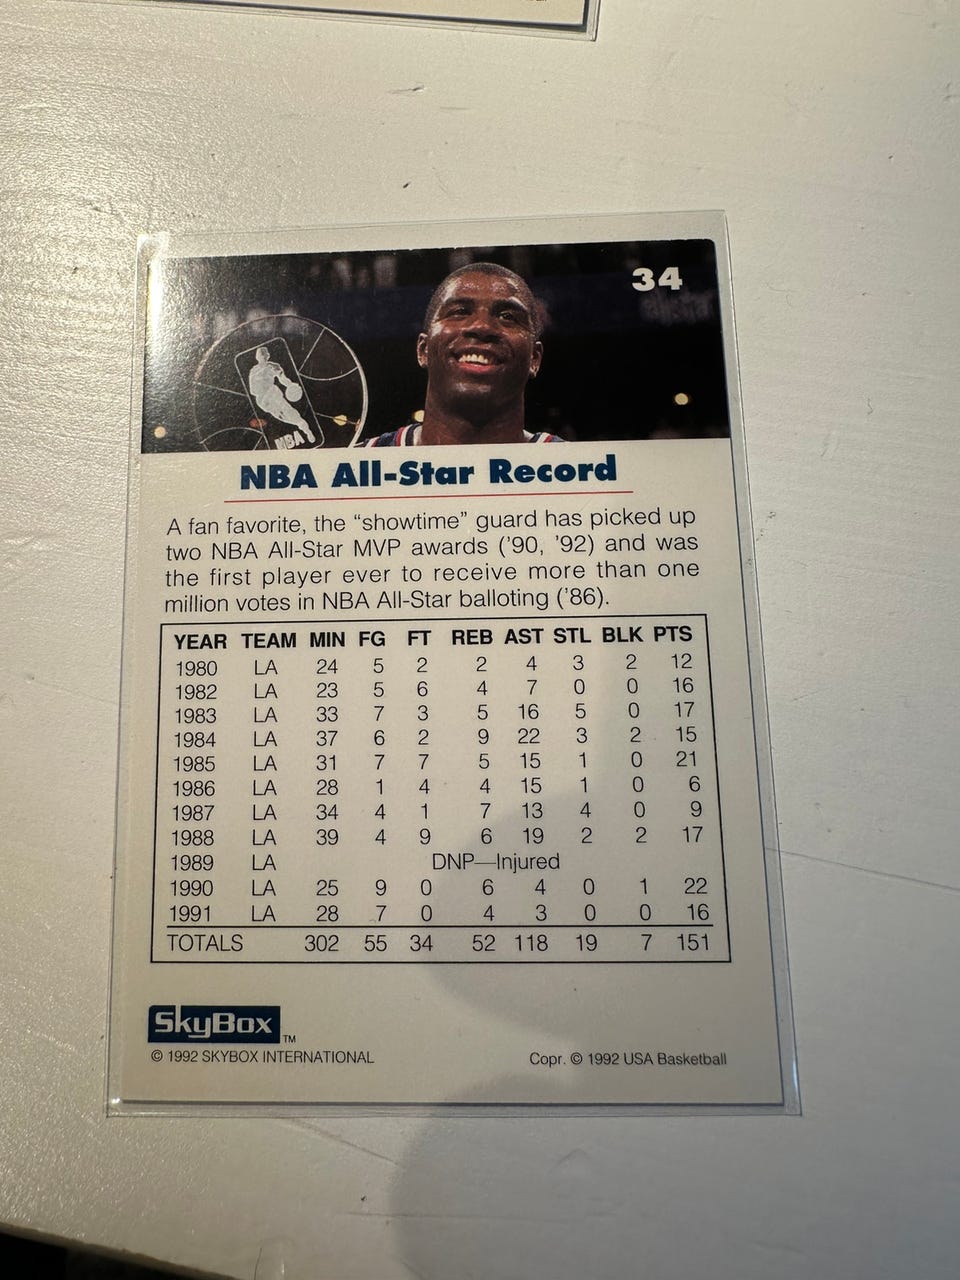 34
NBA
NBA All-Star Record
A fan favorite, the "showtime" guard has picked up
two NBA All-Star MVP awards ('90, '92) and was
the first player ever to receive more than one
million votes in NBA All-Star balloting ('86).
YEAR TEAM MIN FG FT REB AST STL BLK PTS
1980 LA 24 5 2 2 4 3 2 12
1982 LA 23 5 6 4 7 0 0 16
1983 LA 33 7 3 5 16 5 0 17
1984 LA 37 6 2 9 22 3 2 15
1985 LA 31 7 7 5 15 1 0 21
1986 LA 28 1 4 4 15 1 0 6
1987 LA 34 4 1 7 13 4 0 9
1988 LA 39 4 9 6 19 2 2 17
1989 LA DNP—Injured
1990 LA 25 9 0 6 4 0 1 22
1991 LA 28 7 0 4 3 0 0 16
TOTALS 302 55 34 52 118 19 7 151
SkyBox TM
© 1992 SKYBOX INTERNATIONAL Copr. © 1992 USA Basketball